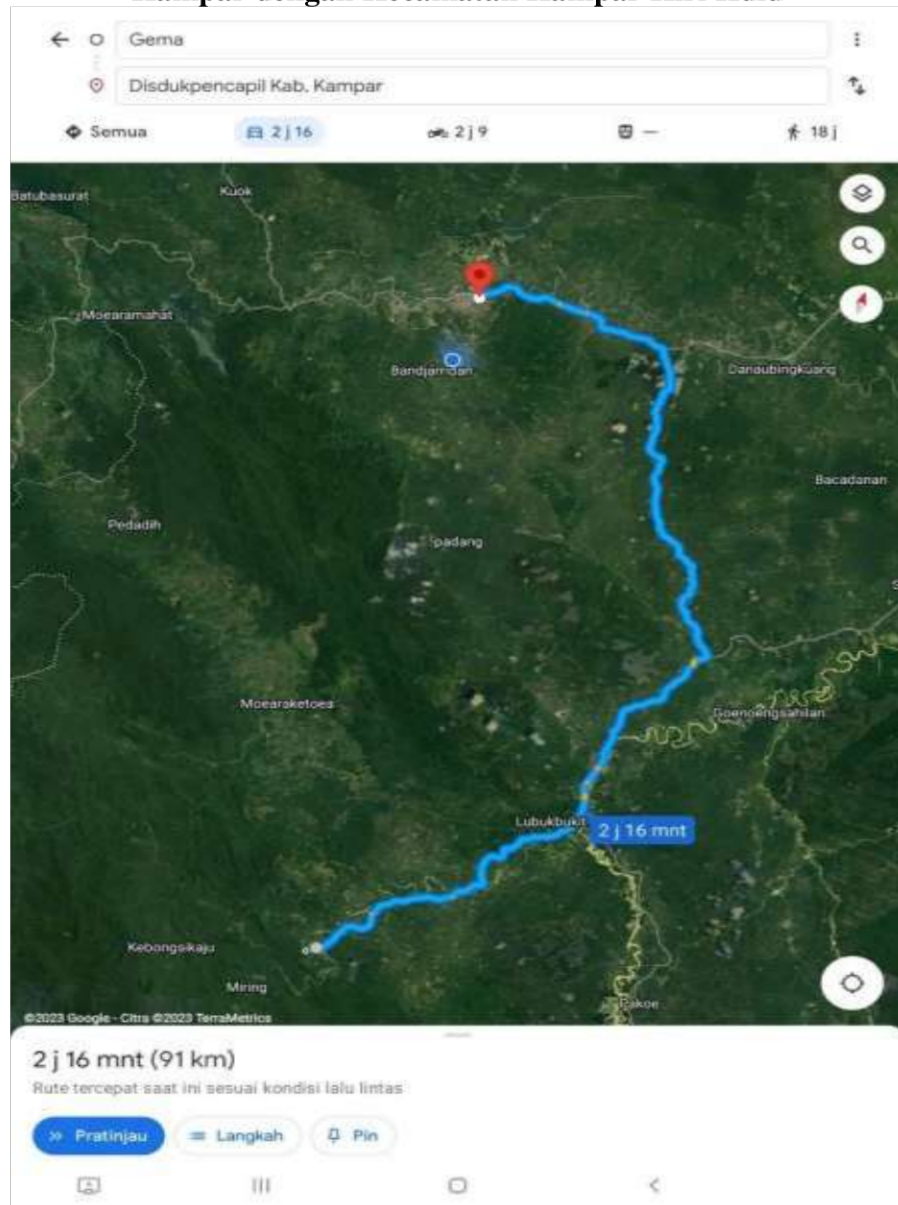 Kampar dengan Kecamatan Kampar Kiri Hulu
Gema
Disdukpencapil Kab. Kampar
Semua
2 j 16
2 j 9
—
18 j
Batubasurat
Kuok
Moearamahat
Bandjarmasan
Danaubingkuang
Bacadanan
Pedadih
padang
Moearaketoes
Goenoengsahilan
Lubukbukit
2 j 16 mnt
Kebongsikaju
Miring
Pakoe
©2023 Google - Citra ©2023 TerraMetrics
2 j 16 mnt (91 km)
Rute tercepat saat ini sesuai kondisi lalu lintas
Pratinjau
Langkah
Pin